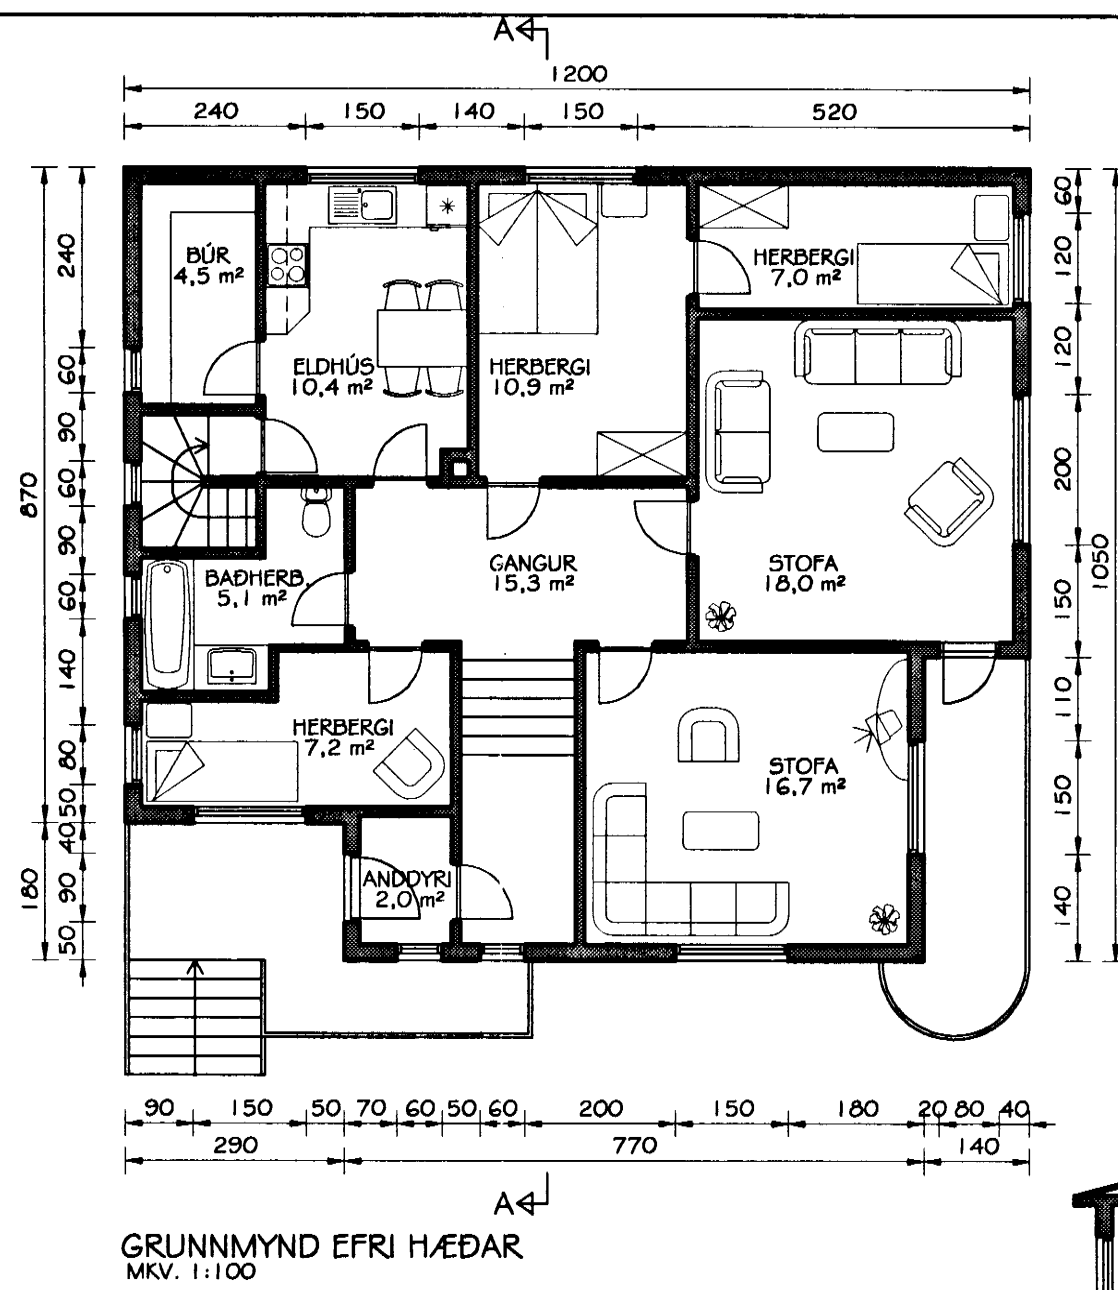 A
1200
240 150 140 150 520
BÚR
4,5 m²
ELDHÚS
10,4 m²
HERBERGI
10,9 m²
HERBERGI
7,0 m²
GANGUR
15,3 m²
STOFA
18,0 m²
BAÐHERB.
5,1 m²
HERBERGI
7,2 m²
STOFA
16,7 m²
ANDDYRI
2,0 m²
870
180
240
60
90
60
90
60
140
80
50
40
90
50
60
120
120
200
150
110
150
140
1050
90 150 50 70 60 50 60 200 150 180 20 80 40
290 770 140
A
GRUNNMYND EFRI HÆÐAR
MKV. 1:100